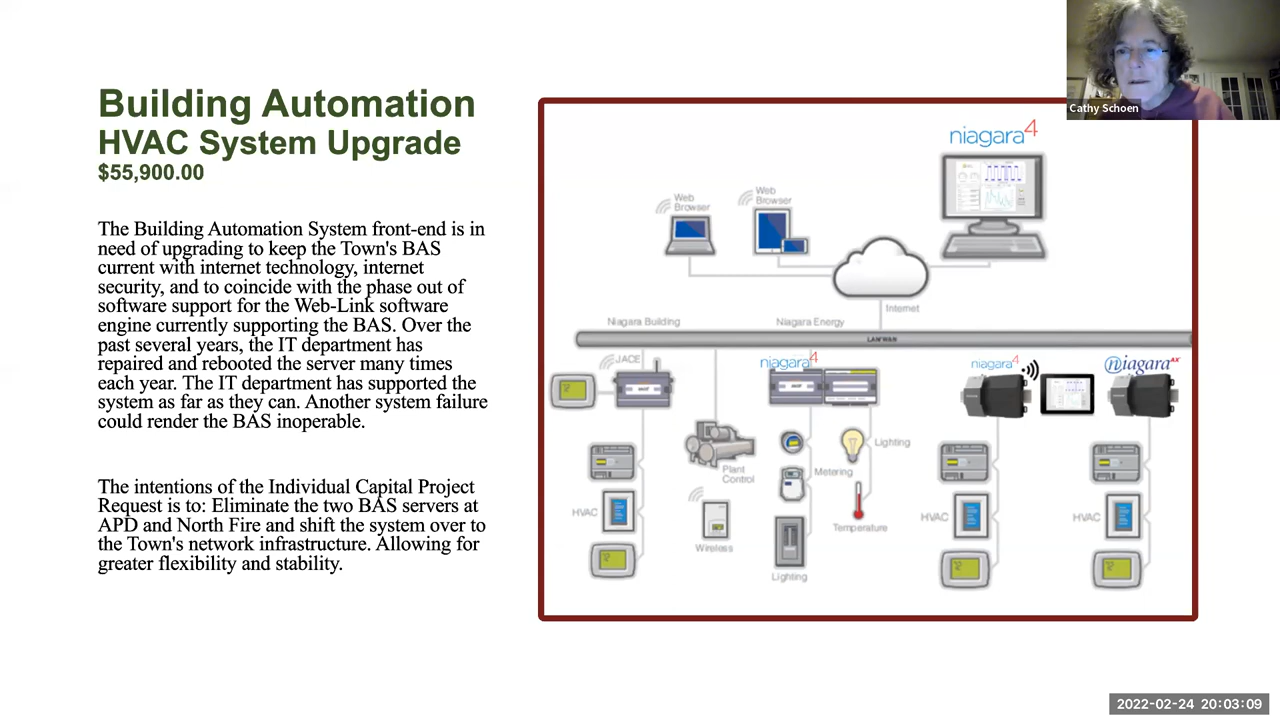 Building Automation
HVAC System Upgrade
$55,900.00
The Building Automation System front-end is in
need of upgrading to keep the Town's BAS
current with internet technology, internet
security, and to coincide with the phase out of
software support for the Web-Link software
engine currently supporting the BAS. Over the
past several years, the IT department has
repaired and rebooted the server many times
each year. The IT department has supported the
system as far as they can. Another system failure
could render the BAS inoperable.
The intentions of the Individual Capital Project
Request is to: Eliminate the two BAS servers at
APD and North Fire and shift the system over to
the Town's network infrastructure. Allowing for
greater flexibility and stability.
Cathy Schoen
niagara4
Web
Browser
Web
Browser
Internet
Niagara Building
Niagara Energy
LAN/WAN
JACE
niagara4
niagara4
niagara AX
72
Plant
Control
Metering
Lighting
HVAC
Wireless
Temperature
Lighting
HVAC
HVAC
72
72
72
2022-02-24 20:03:09